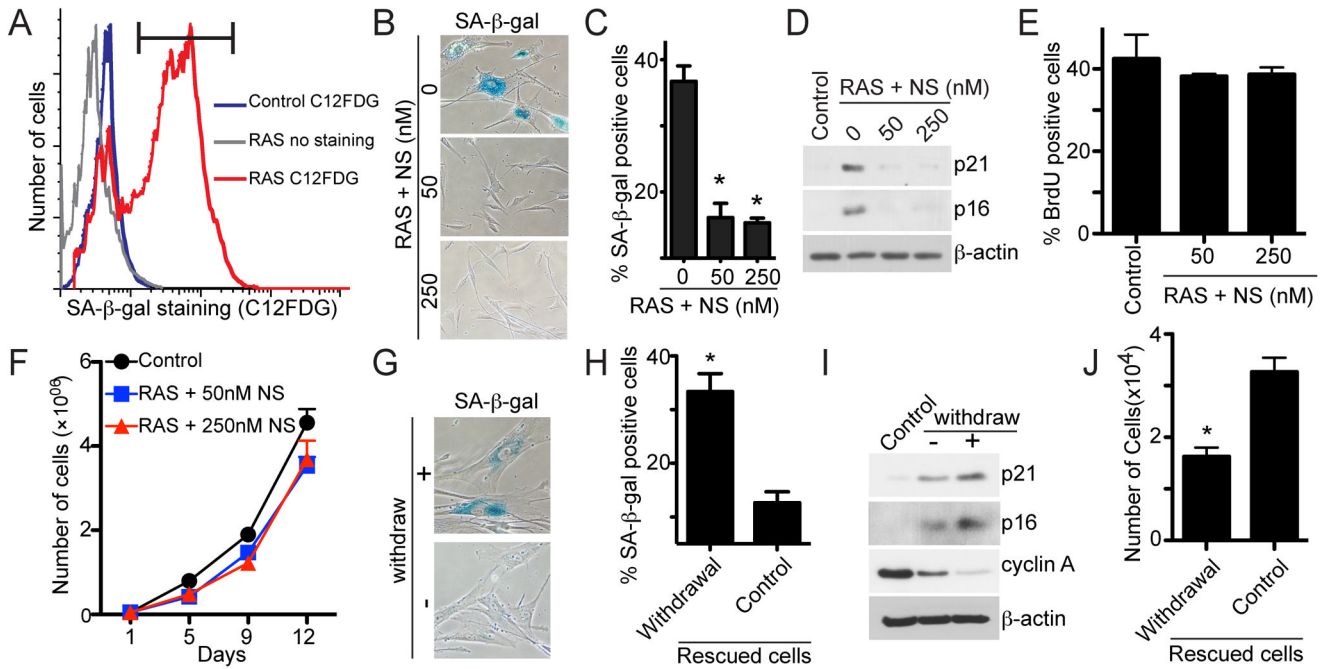 A
Number of cells
Control C12FDG
RAS no staining
RAS C12FDG
SA-β-gal staining (C12FDG)
B
SA-β-gal
RAS + NS (nM)
0
50
250
C
% SA-β-gal positive cells
40
20
0
50
250
*
*
RAS + NS (nM)
D
Control
RAS + NS (nM)
0
50
250
p21
p16
β-actin
E
% BrdU positive cells
40
20
0
Control
50
250
RAS + NS (nM)
F
Number of cells (×10⁰⁶)
6
4
2
0
Control
RAS + 50nM NS
RAS + 250nM NS
1
5
9
12
Days
G
SA-β-gal
withdraw
+
-
H
% SA-β-gal positive cells
40
20
*
Withdrawal
Control
Rescued cells
I
Control
withdraw
-
+
p21
p16
cyclin A
β-actin
J
Number of Cells(×10⁴)
4
2
0
*
Withdrawal
Control
Rescued cells